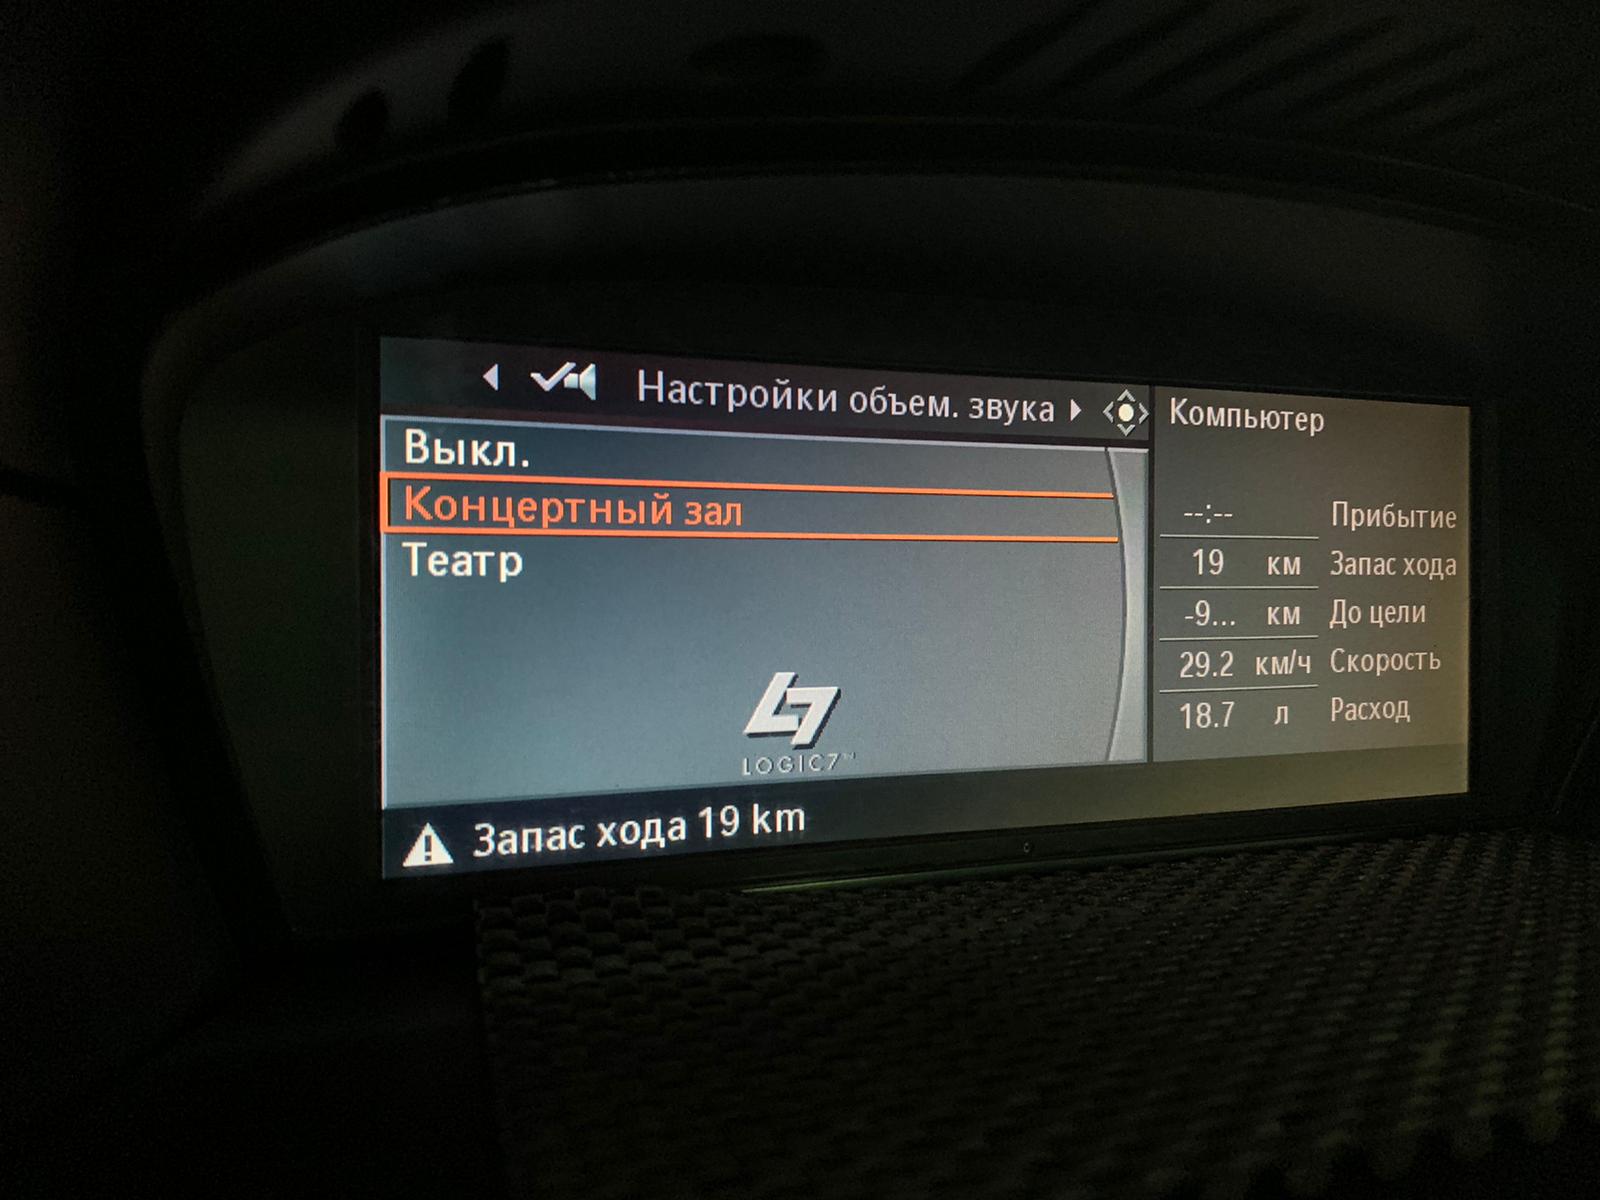 Настройки объем. звука
Выкл.
Концертный зал
Театр
LOGIC7™
Запас хода 19 km
Компьютер
--:-- Прибытие
19 км Запас хода
-9... км До цели
29.2 км/ч Скорость
18.7 л Расход